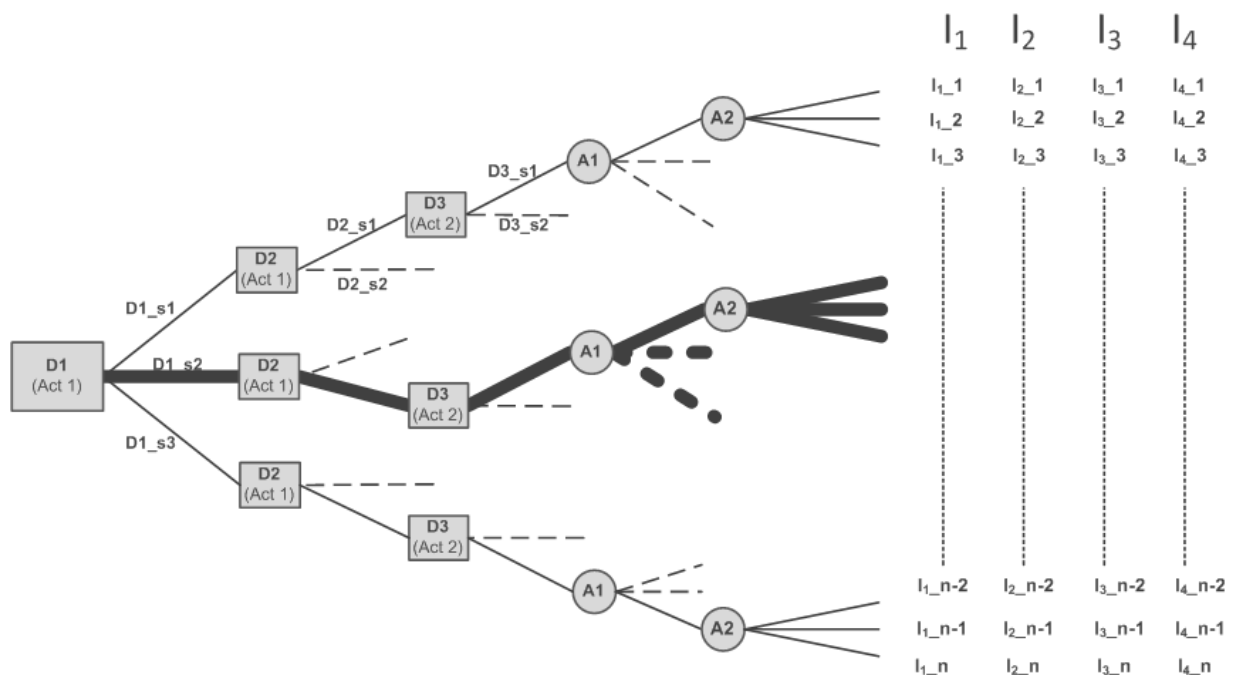 I₁ I₂ I₃ I₄
I₁_1 I₂_1 I₃_1 I₄_1
I₁_2 I₂_2 I₃_2 I₄_2
I₁_3 I₂_3 I₃_3 I₄_3
A2
A1
D3_s1
D3
(Act 2)
D3_s2
D2_s1
D2
(Act 1)
D2_s2
D1_s1
A2
A1
D1
(Act 1)
D1_s2
D2
(Act 1)
D3
(Act 2)
D1_s3
D2
(Act 1)
D3
(Act 2)
A1
A2
I₁_n-2 I₂_n-2 I₃_n-2 I₄_n-2
I₁_n-1 I₂_n-1 I₃_n-1 I₄_n-1
I₁_n I₂_n I₃_n I₄_n